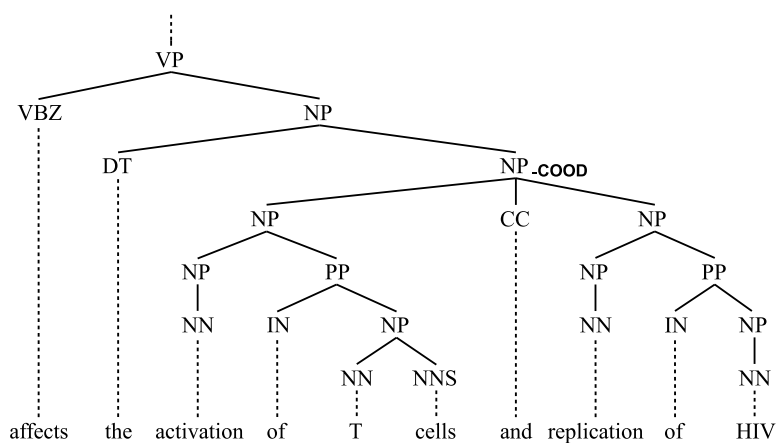 VP
VBZ NP
DT NP-COOD
NP CC NP
NP PP NP PP
NN IN NP NN IN NP
NN NNS NN
affects the activation of T cells and replication of HIV